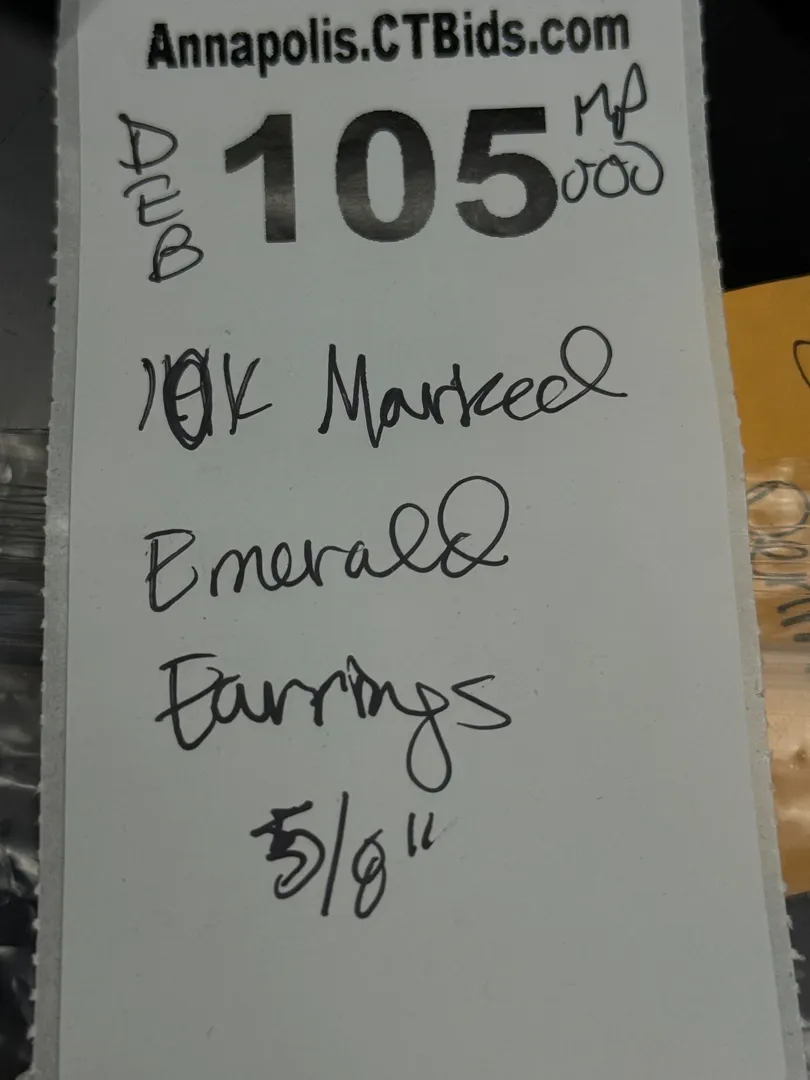 Annapolis.CTBids.com
DEB
105
MP
000
10K Marked
Emerald
Earrings
5/8"